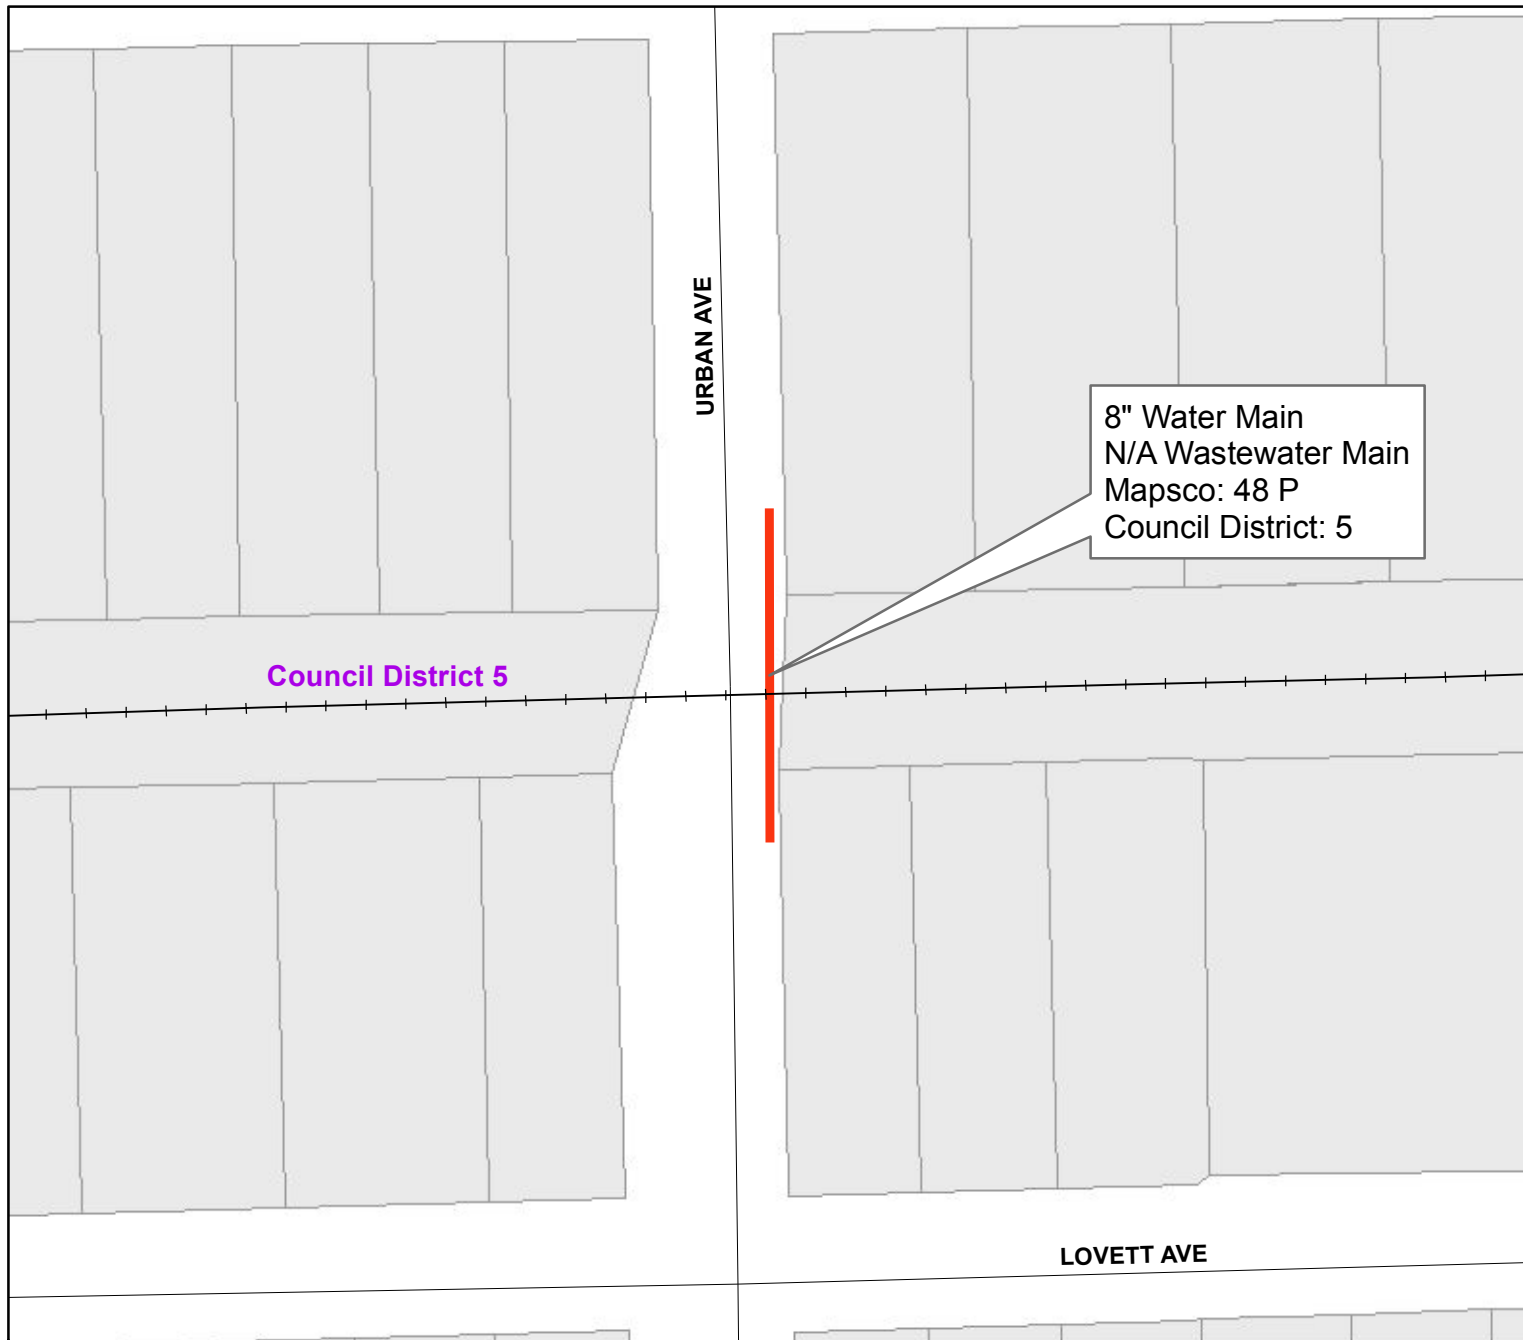 URBAN AVE
8" Water Main
N/A Wastewater Main
Mapsco: 48 P
Council District: 5
Council District 5
LOVETT AVE